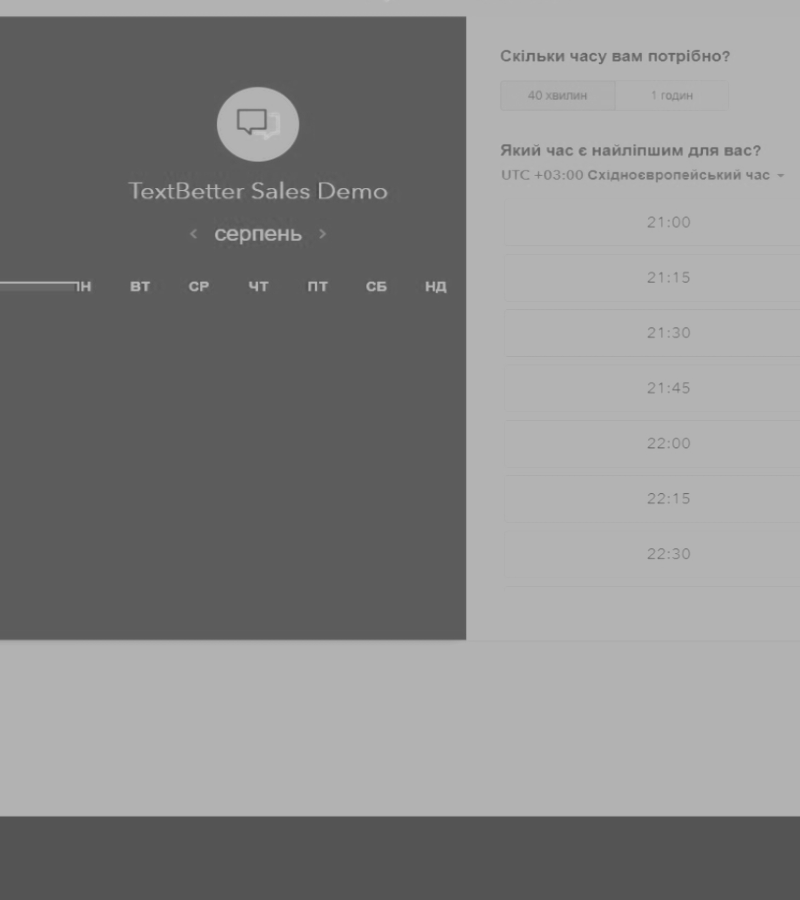 TextBetter Sales Demo
серпень
ВТ СР ЧТ ПТ СБ НД
Скільки часу вам потрібно?
40 хвилин 1 годин
Який час є найліпшим для вас?
UTC +03:00 Східноєвропейський час
21:00
21:15
21:30
21:45
22:00
22:15
22:30